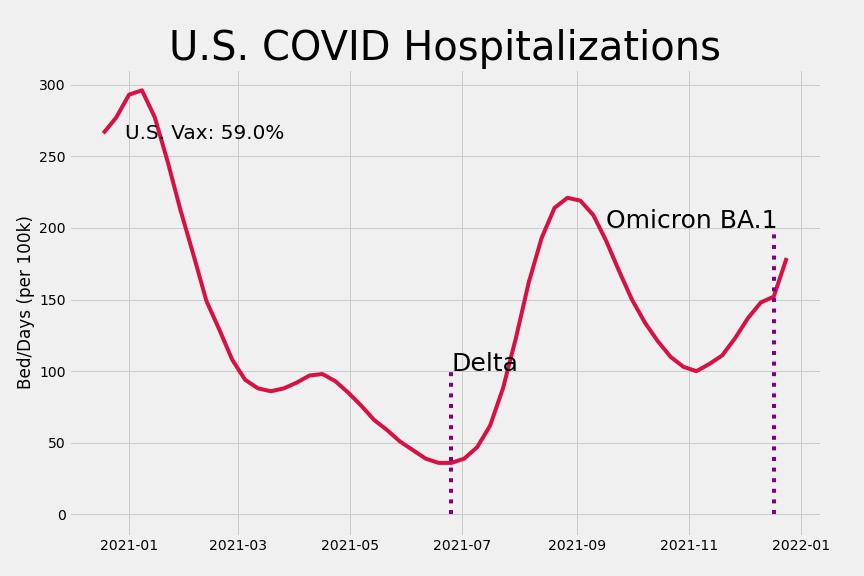 U.S. COVID Hospitalizations
300
250
200
150
100
50
0
Bed/Days (per 100k)
U.S. Vax: 59.0%
Omicron BA.1
Delta
2021-01
2021-03
2021-05
2021-07
2021-09
2021-11
2022-01